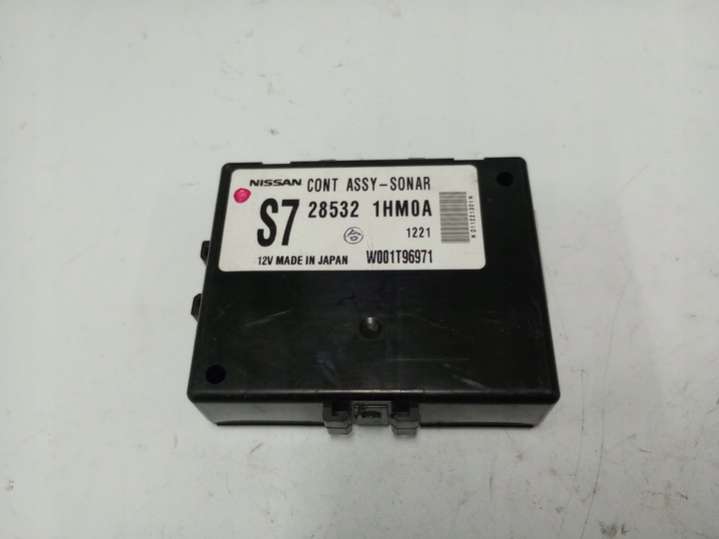 NISSAN CONT ASSY-SONAR
S7 28532 1HM0A
1221
12V MADE IN JAPAN W001T96971